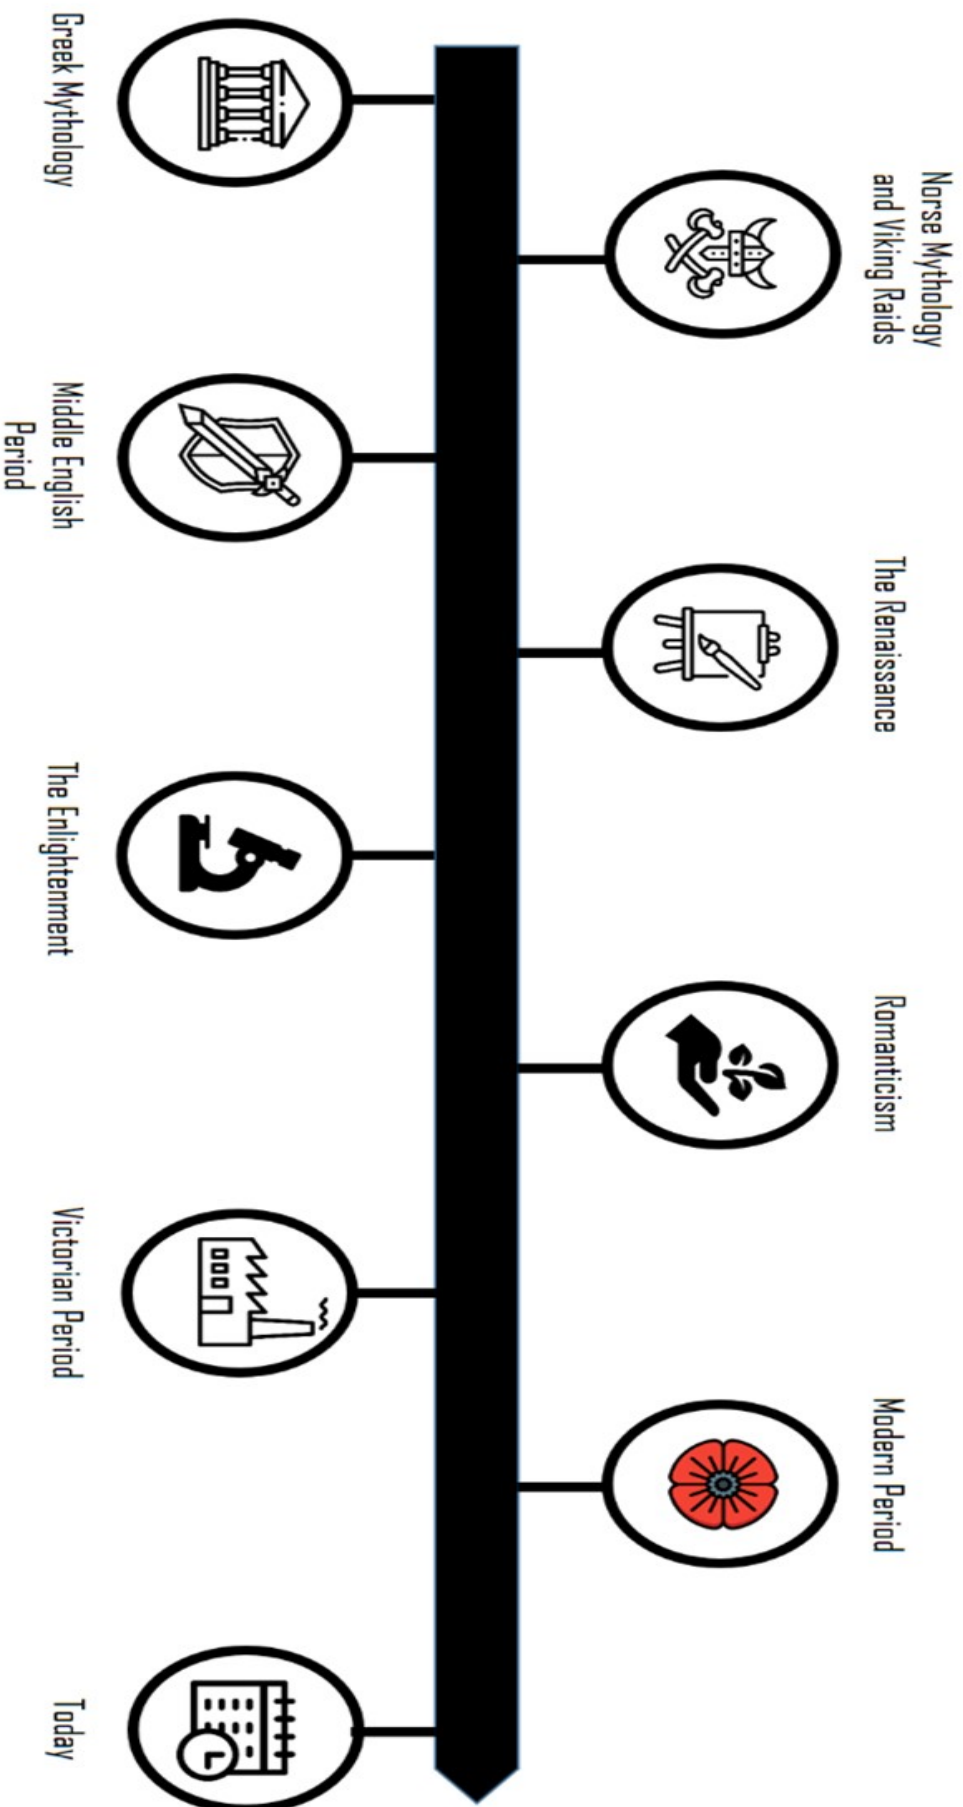 Greek Mythology
Norse Mythology
and Viking Raids
Middle English
Period
The Renaissance
The Enlightenment
Romanticism
Victorian Period
Modern Period
Today